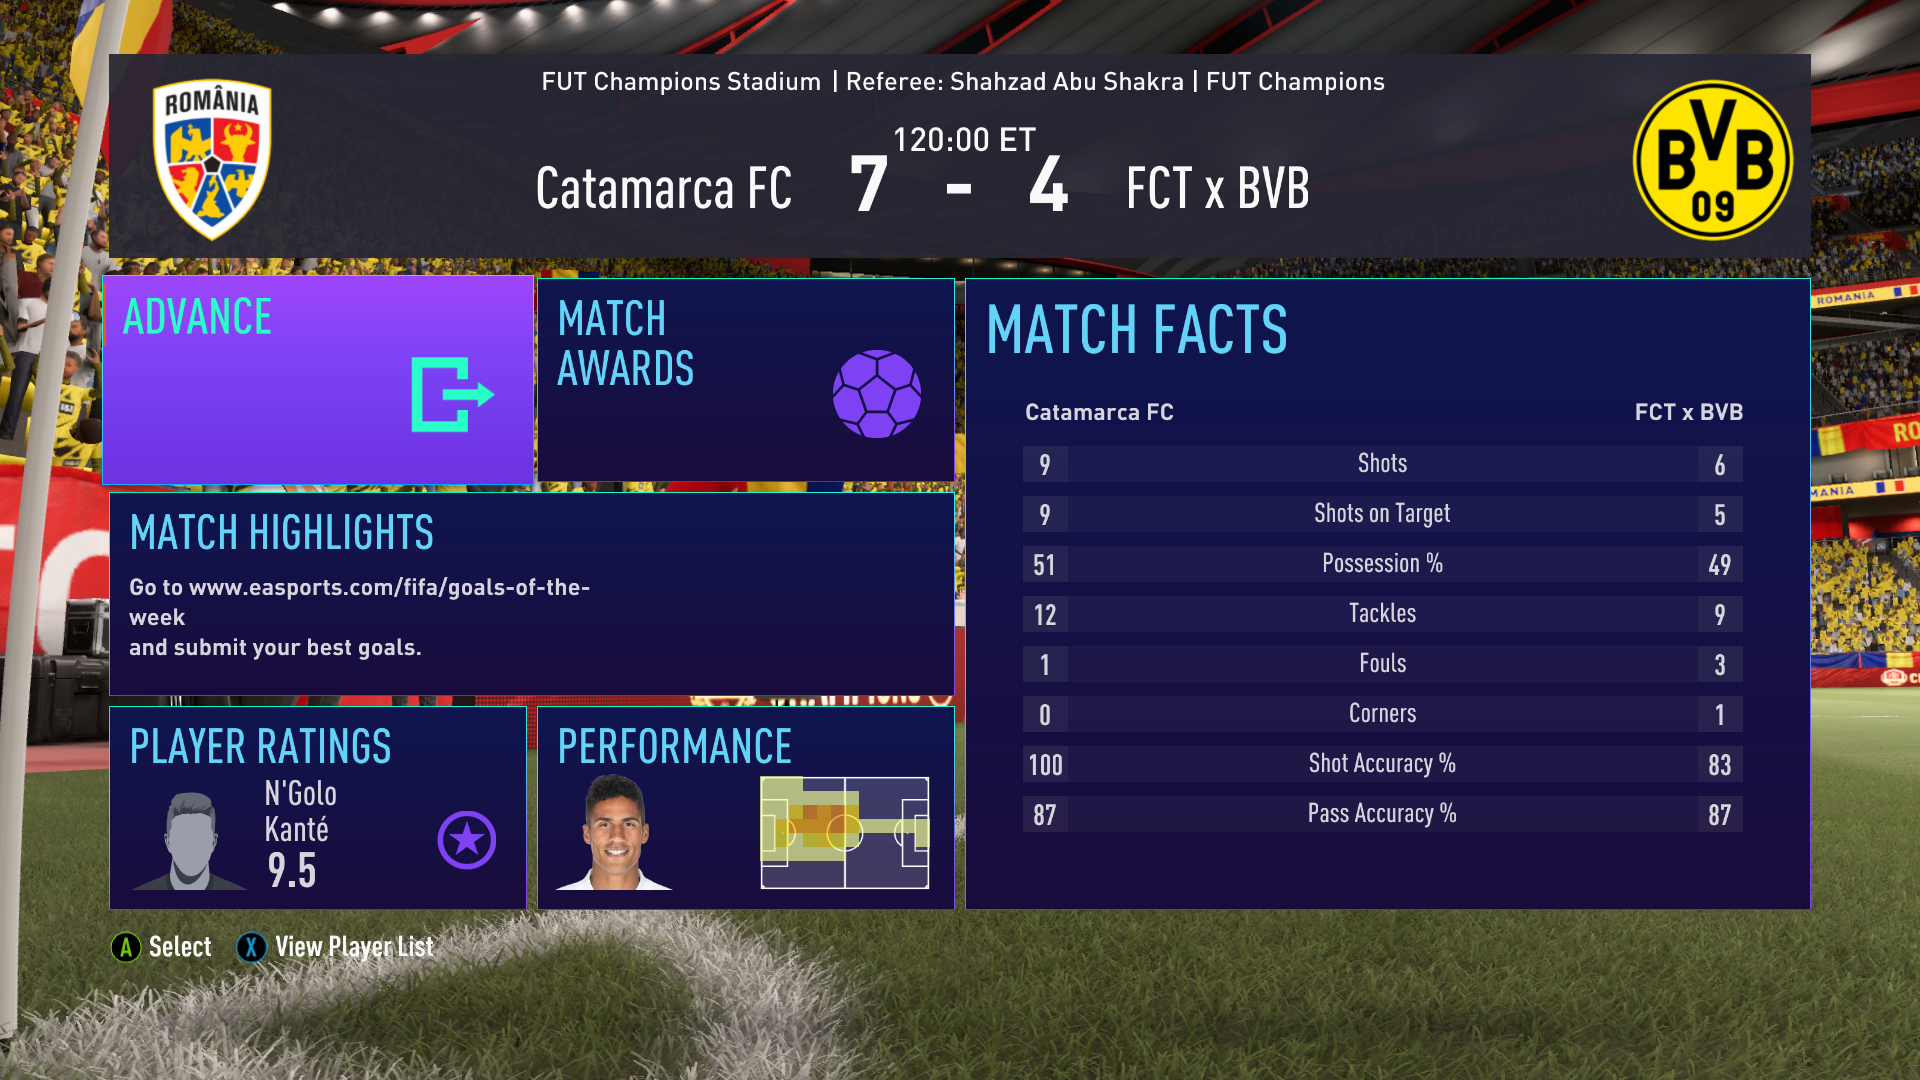 FUT Champions Stadium | Referee: Shahzad Abu Shakra | FUT Champions
120:00 ET
Catamarca FC 7 - 4 FCT x BVB
ROMÂNIA
BVB
09
ADVANCE
MATCH
AWARDS
MATCH HIGHLIGHTS
Go to www.easports.com/fifa/goals-of-the-
week
and submit your best goals.
PLAYER RATINGS
N'Golo
Kanté
9.5
PERFORMANCE
MATCH FACTS
Catamarca FC FCT x BVB
9 Shots 6
9 Shots on Target 5
51 Possession % 49
12 Tackles 9
1 Fouls 3
0 Corners 1
100 Shot Accuracy % 83
87 Pass Accuracy % 87
A Select X View Player List
ROMANIA